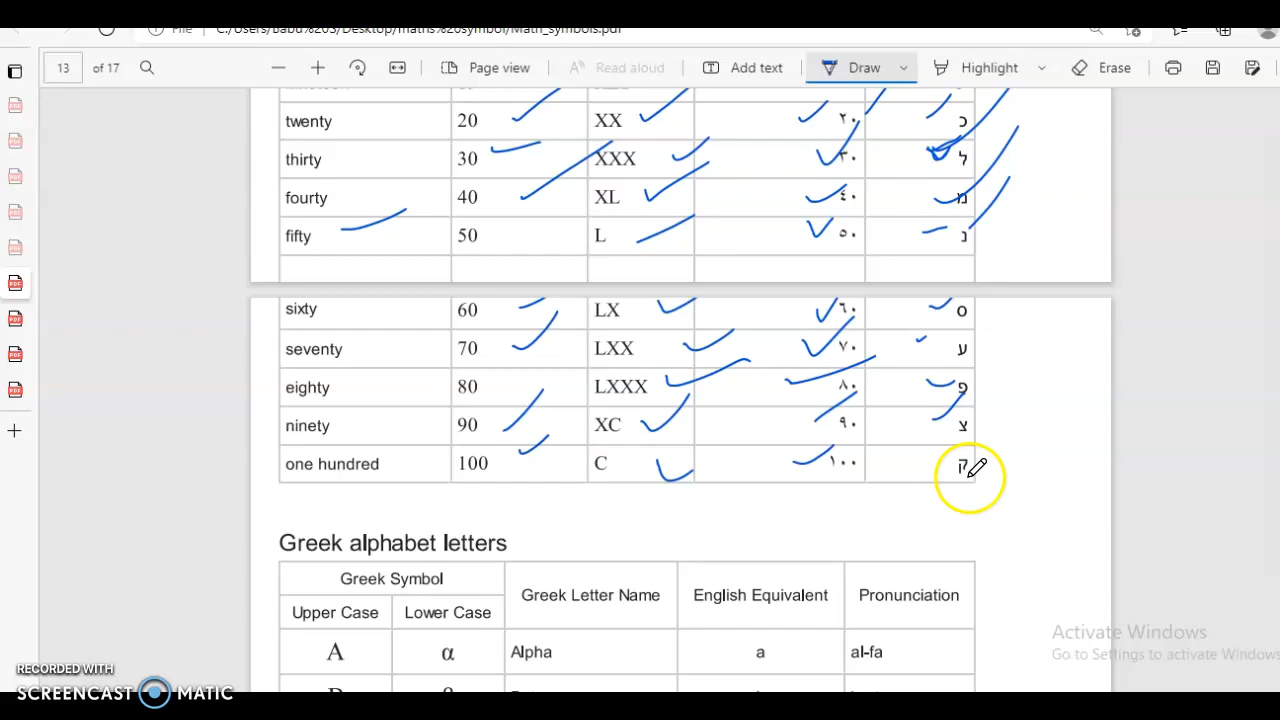 File C:/Users/Babu%20S/Desktop/maths%20symbol/Math_symbols.pdf
13 of 17 Page view Read aloud Add text Draw Highlight Erase
twenty 20 XX ٢٠ כ
thirty 30 XXX ٣٠ ל
fourty 40 XL ٤٠ מ
fifty 50 L ٥٠ נ
sixty 60 LX ٦٠ ס
seventy 70 LXX ٧٠ ע
eighty 80 LXXX ٨٠ פ
ninety 90 XC ٩٠ צ
one hundred 100 C ١٠٠ ק
Greek alphabet letters
Greek Symbol
Greek Letter Name English Equivalent Pronunciation
Upper Case Lower Case
Α α Alpha a al-fa
Activate Windows
Go to Settings to activate Windows
RECORDED WITH
SCREENCAST MATIC